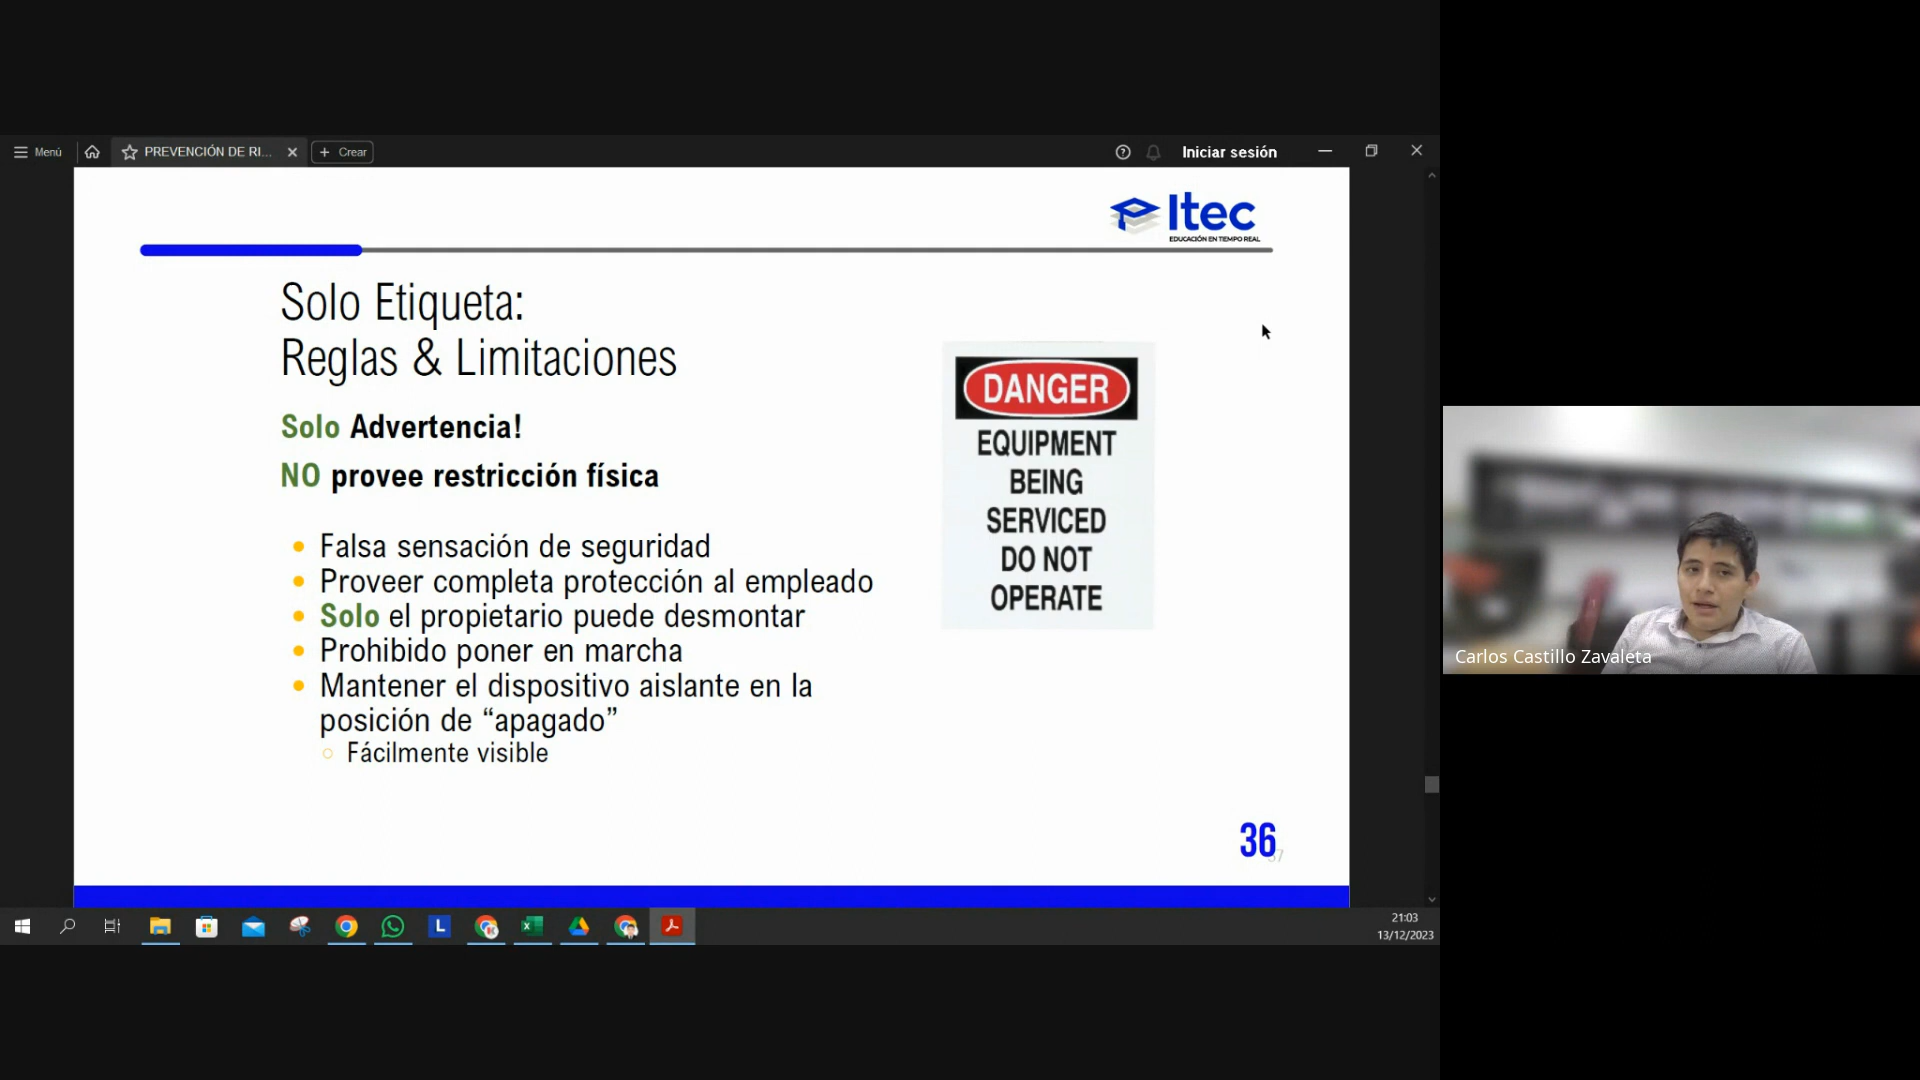 Menú
PREVENCIÓN DE RI...
Crear
Iniciar sesión
Itec
EDUCACIÓN EN TIEMPO REAL
Solo Etiqueta:
Reglas & Limitaciones
Solo Advertencia!
NO provee restricción física
Falsa sensación de seguridad
Proveer completa protección al empleado
Solo el propietario puede desmontar
Prohibido poner en marcha
Mantener el dispositivo aislante en la
posición de “apagado”
Fácilmente visible
DANGER
EQUIPMENT
BEING
SERVICED
DO NOT
OPERATE
36
Carlos Castillo Zavaleta
21:03
13/12/2023